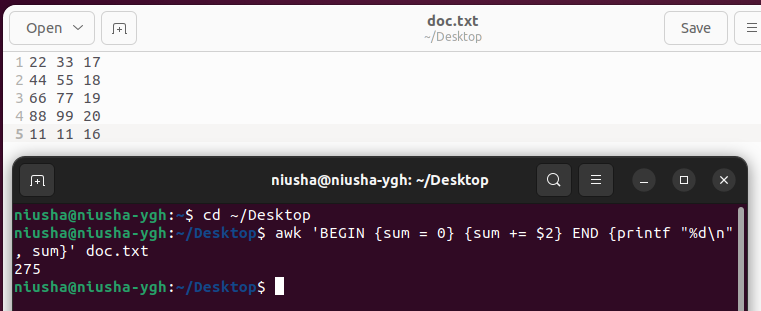 Open doc.txt Save
~/Desktop
1 22 33 17
2 44 55 18
3 66 77 19
4 88 99 20
5 11 11 16
niusha@niusha-ygh: ~/Desktop
niusha@niusha-ygh:~$ cd ~/Desktop
niusha@niusha-ygh:~/Desktop$ awk 'BEGIN {sum = 0} {sum += $2} END {printf "%d\n"
, sum}' doc.txt
275
niusha@niusha-ygh:~/Desktop$